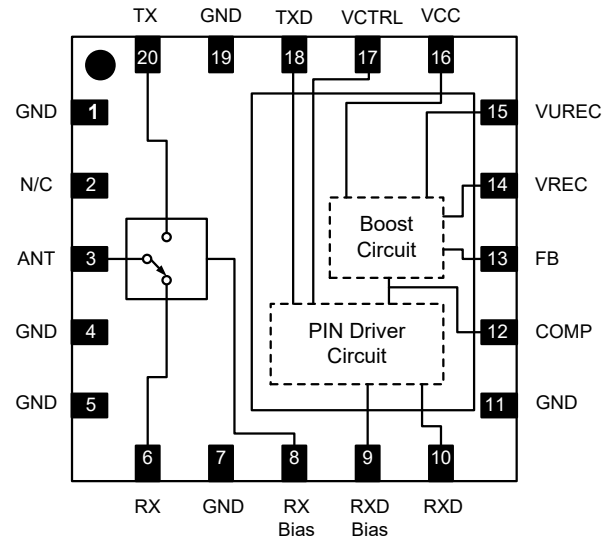 TX GND TXD VCTRL VCC
20 19 18 17 16
GND 1 15 VUREC
N/C 2 14 VREC
Boost
Circuit
ANT 3 13 FB
GND 4 PIN Driver 12 COMP
Circuit
GND 5 11 GND
6 7 8 9 10
RX GND RX RXD RXD
Bias Bias